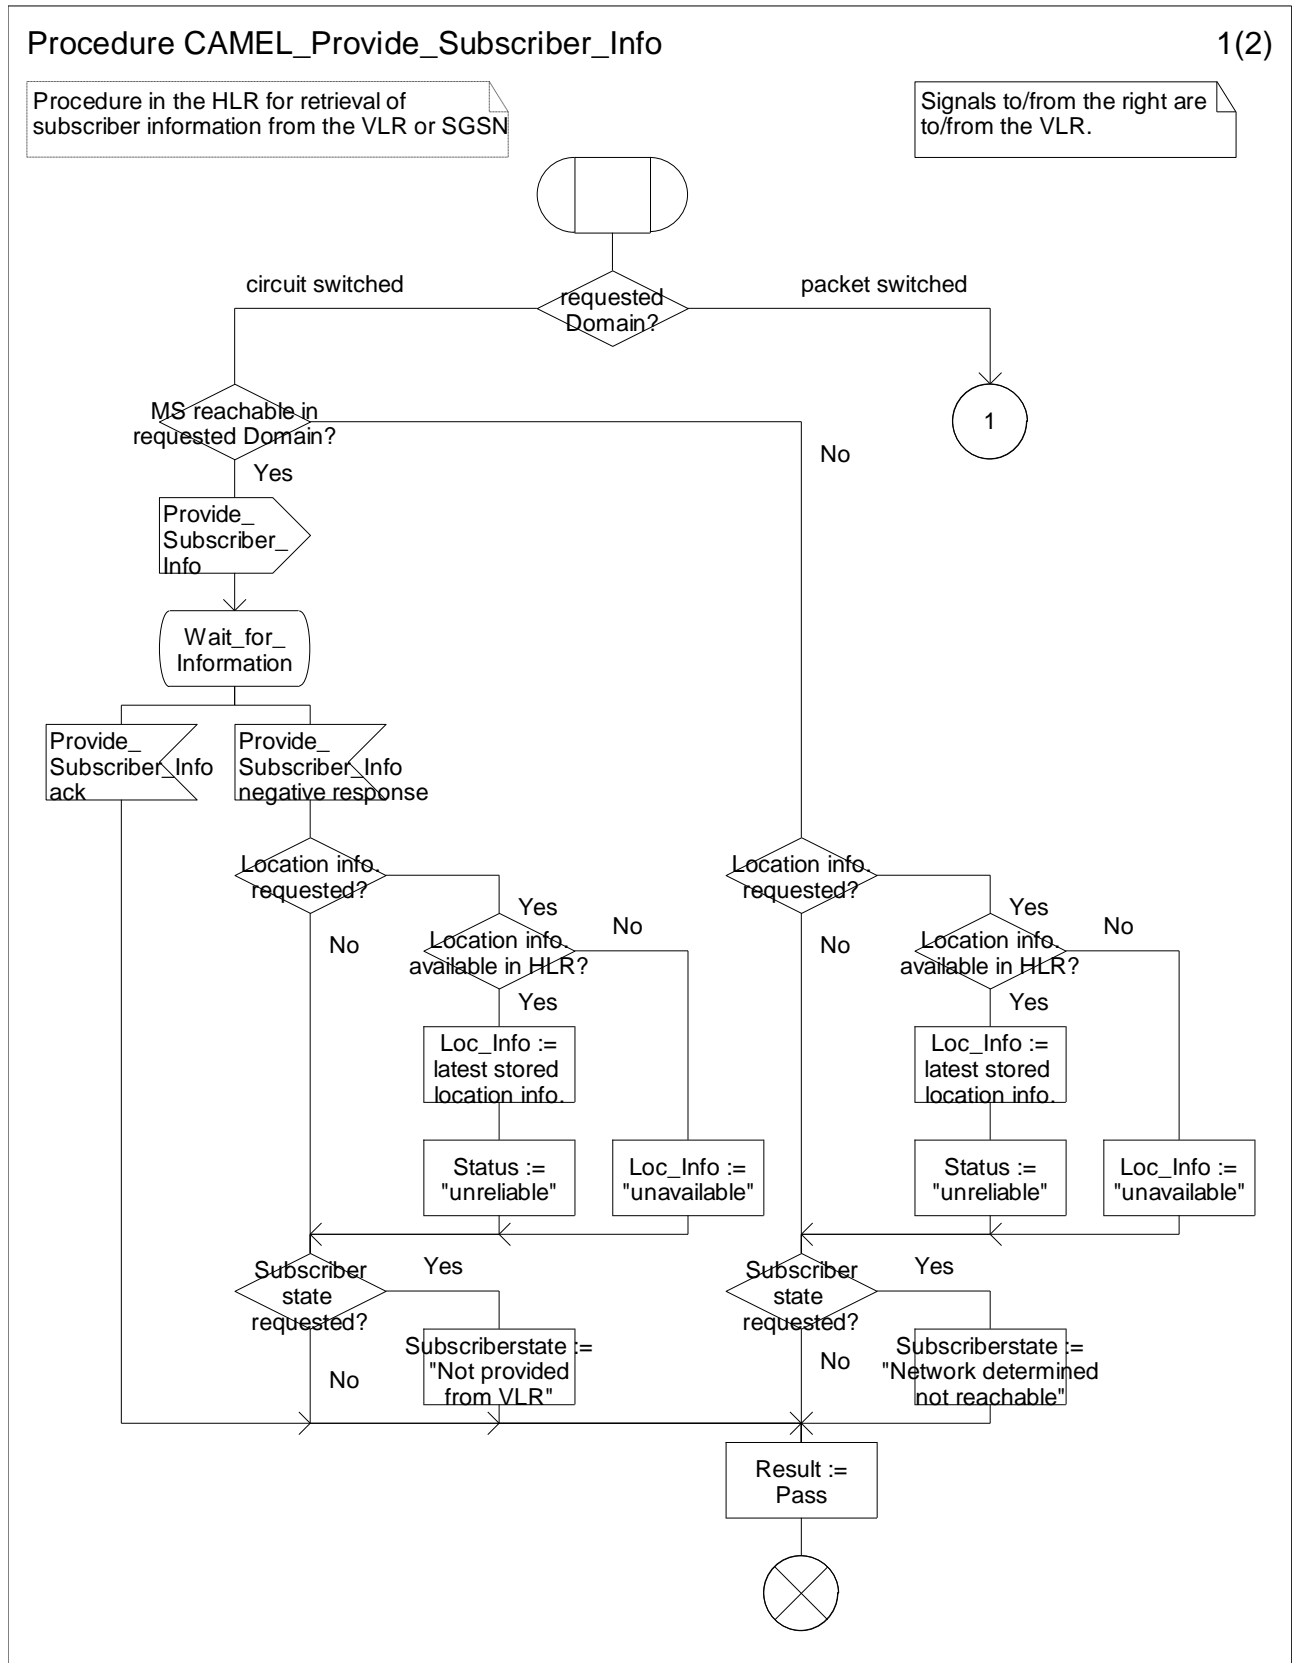 Procedure CAMEL_Provide_Subscriber_Info
1(2)
Procedure in the HLR for retrieval of
subscriber information from the VLR or SGSN
Signals to/from the right are
to/from the VLR.
circuit switched
requested
Domain?
packet switched
MS reachable in
requested Domain?
1
No
Yes
Provide_
Subscriber_
Info
Wait_for_
Information
Provide_
Subscriber_Info
ack
Provide_
Subscriber_Info
negative response
Location info.
requested?
Yes
No
Location info.
available in HLR?
No
Yes
Loc_Info :=
latest stored
location info.
Status :=
"unreliable"
Loc_Info :=
"unavailable"
Subscriber
state
requested?
Yes
No
Subscriberstate :=
"Not provided
from VLR"
Location info.
requested?
Yes
No
Location info.
available in HLR?
No
Yes
Loc_Info :=
latest stored
location info.
Status :=
"unreliable"
Loc_Info :=
"unavailable"
Subscriber
state
requested?
Yes
No
Subscriberstate :=
"Network determined
not reachable"
Result :=
Pass